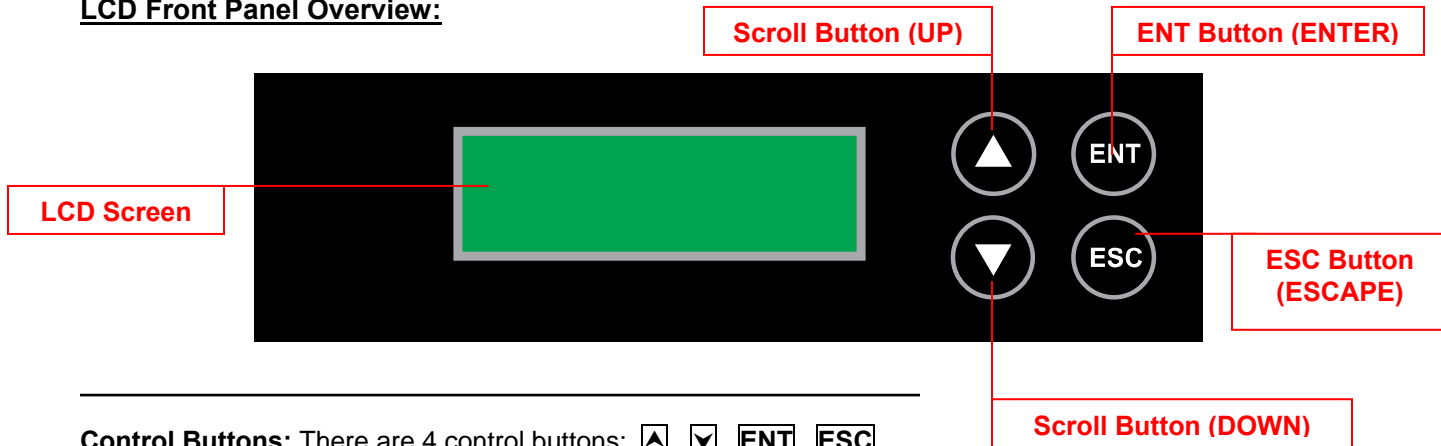 LCD Front Panel Overview:
Scroll Button (UP)
ENT Button (ENTER)
ENT
LCD Screen
ESC
ESC Button
(ESCAPE)
Scroll Button (DOWN)
Control Buttons: There are 4 control buttons: ENT ESC